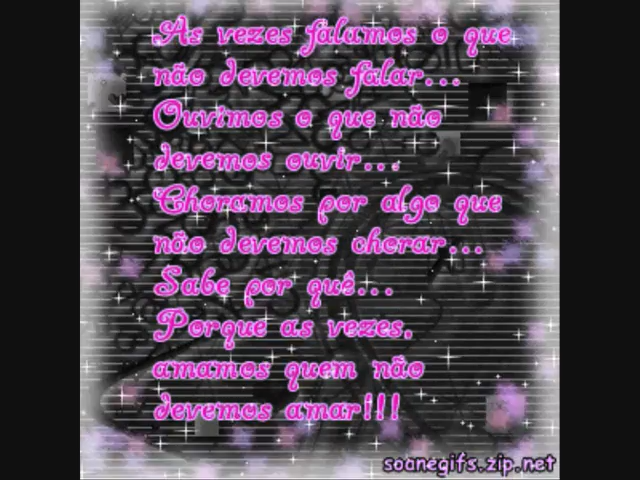 As vezes falamos o que
não devemos falar...
Ouvimos o que não
devemos ouvir...
Choramos por algo que
não devemos chorar...
Sabe por quê...
Porque as vezes,
amamos quem não
devemos amar!!!
soanegifs.zip.net